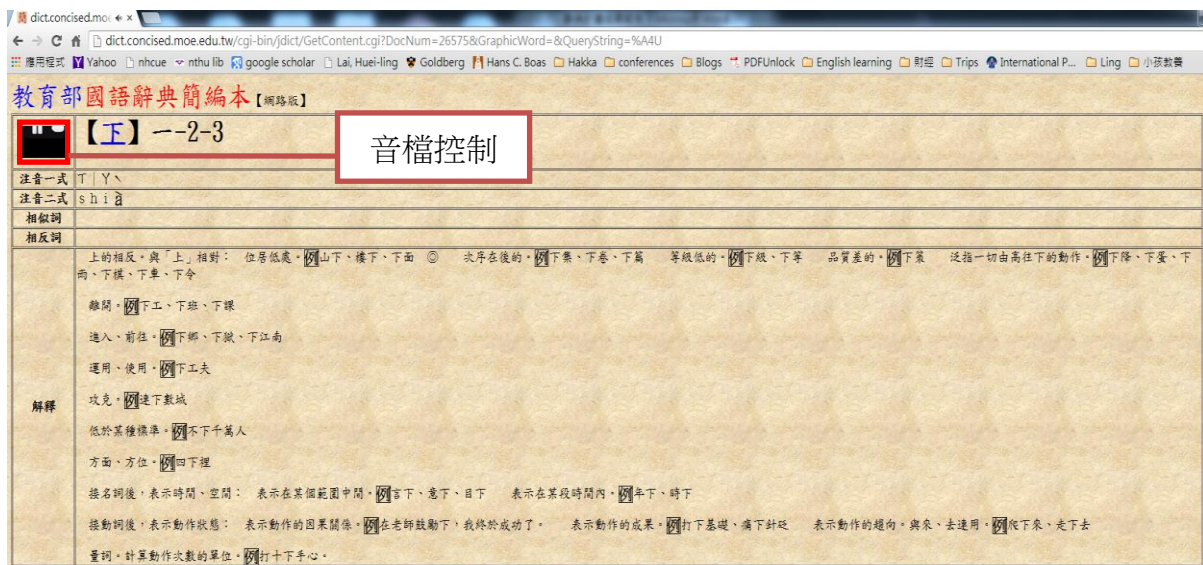 dict.concised.moe
dict.concised.moe.edu.tw/cgi-bin/jdict/GetContent.cgi?DocNum=26575&GraphicWord=&QueryString=%A4U
應用程式 Yahoo nhcue nthu lib google scholar Lai, Huei-ling Goldberg Hans C. Boas Hakka conferences Blogs PDFUnlock English learning 財經 Trips International P... Ling 小孩教養
教育部國語辭典簡編本【網路版】
【下】一-2-3
音檔控制
注音一式 ㄒㄧㄚˋ
注音二式 shià
相似詞
相反詞
解釋
上的相反。與「上」相對： 位居低處。例山下、樓下、下面 ◎ 次序在後的。例下集、下卷、下篇 等級低的。例下級、下等 品質差的。例下策 泛指一切由高往下的動作。例下降、下蛋、下
雨、下棋、下車、下令
離開。例下工、下班、下課
進入、前往。例下鄉、下獄、下江南
運用、使用。例下工夫
攻克。例連下數城
低於某種標準。例不下千萬人
方面、方位。例四下裡
接名詞後，表示時間、空間： 表示在某個範圍中間。例言下、意下、目下 表示在某段時間內。例年下、時下
接動詞後，表示動作狀態： 表示動作的因果關係。例在老師鼓勵下，我終於成功了。 表示動作的成果。例打下基礎、痛下針砭 表示動作的趨向。與來、去連用。例爬下來、走下去
量詞。計算動作次數的單位。例打十下手心。